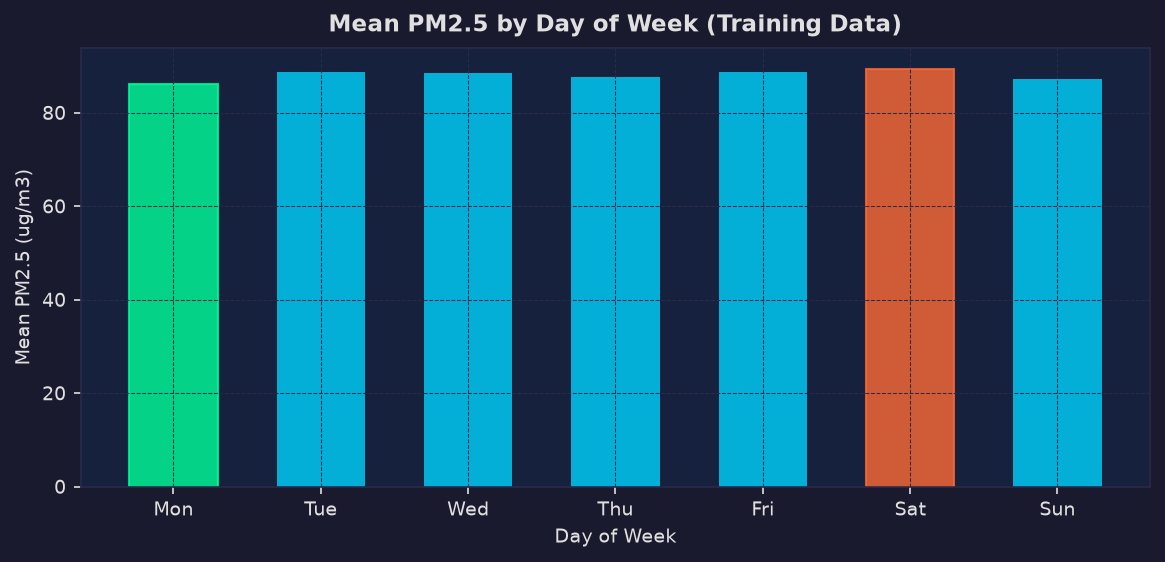 Mean PM2.5 by Day of Week (Training Data)
Mean PM2.5 (ug/m3)
80
60
40
20
0
Mon Tue Wed Thu Fri Sat Sun
Day of Week